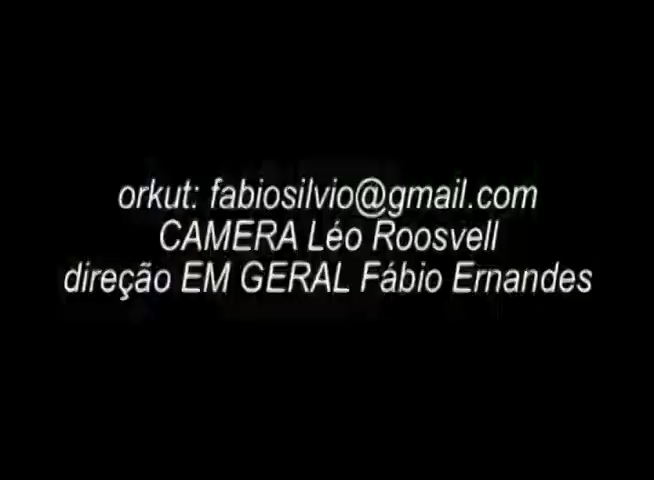 orkut: fabiosilvio@gmail.com
CAMERA Léo Roosvell
direção EM GERAL Fábio Ernandes